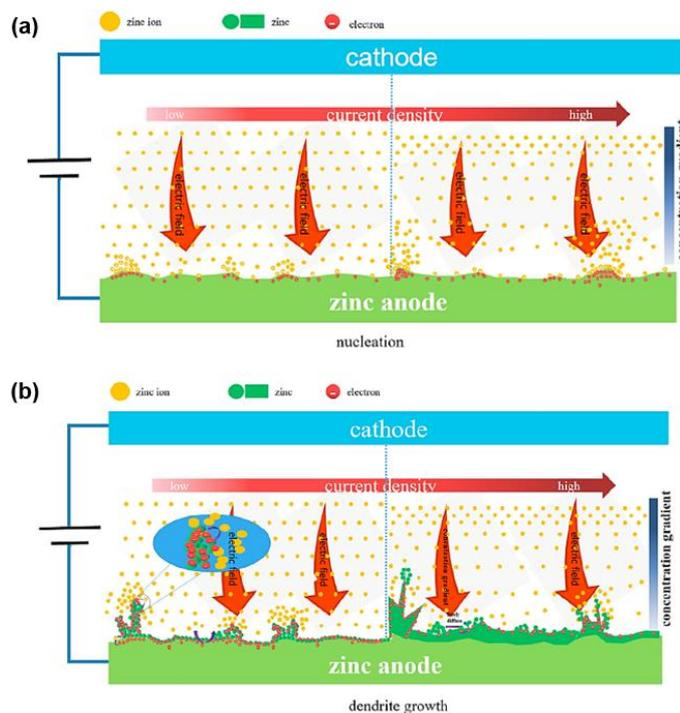 (a)
zinc ion
zinc
electron
cathode
low
current density
high
electric field
electric field
electric field
electric field
concentration gradient
zinc anode
nucleation
(b)
zinc ion
zinc
electron
cathode
low
current density
high
electric field
electric field
concentration gradient
electric field
concentration gradient
zinc anode
dendrite growth